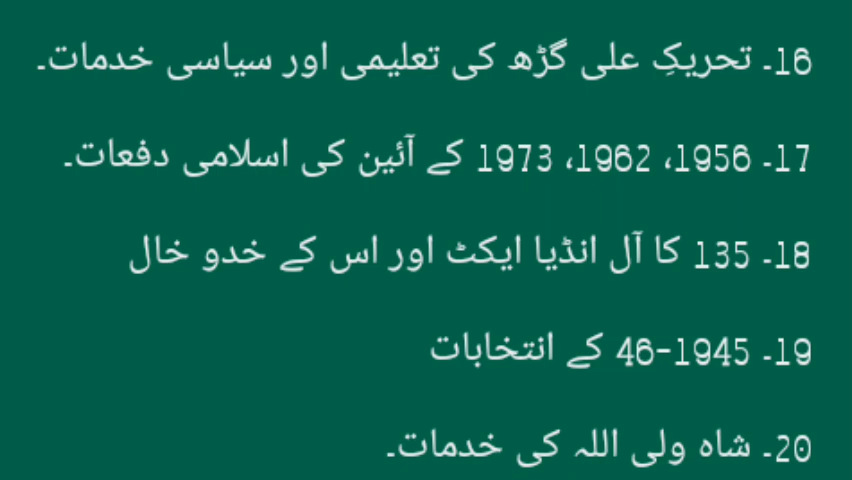 16۔ تحریکِ علی گڑھ کی تعلیمی اور سیاسی خدمات۔
17۔ 1956، 1962، 1973 کے آئین کی اسلامی دفعات۔
18۔ 135 کا آل انڈیا ایکٹ اور اس کے خدو خال
19۔ 1945-46 کے انتخابات
20۔ شاہ ولی اللہ کی خدمات۔